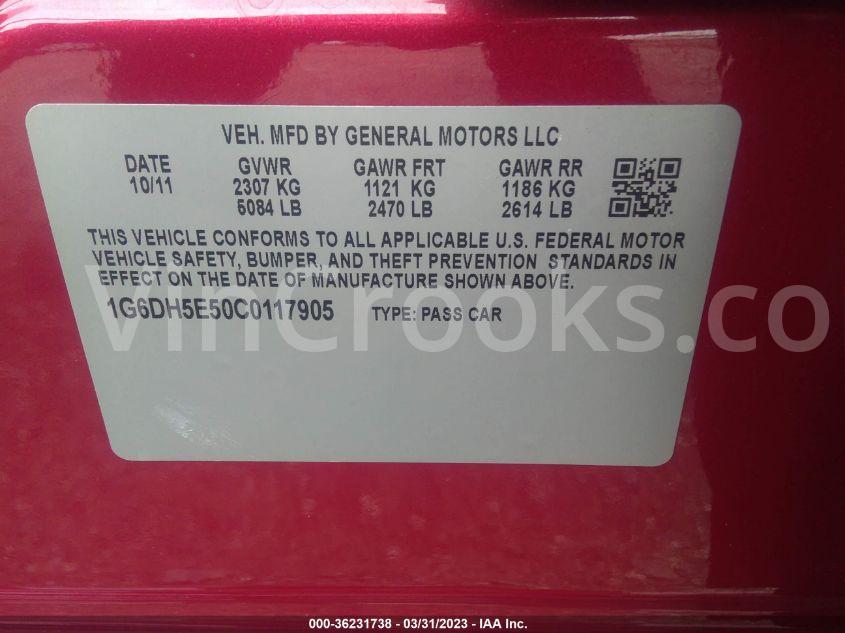 VEH. MFD BY GENERAL MOTORS LLC
DATE GVWR GAWR FRT GAWR RR
10/11 2307 KG 1121 KG 1186 KG
5084 LB 2470 LB 2614 LB
THIS VEHICLE CONFORMS TO ALL APPLICABLE U.S. FEDERAL MOTOR
VEHICLE SAFETY, BUMPER, AND THEFT PREVENTION STANDARDS IN
EFFECT ON THE DATE OF MANUFACTURE SHOWN ABOVE.
1G6DH5E50C0117905 TYPE: PASS CAR
VinCrooks.co
000-36231738 - 03/31/2023 - IAA Inc.